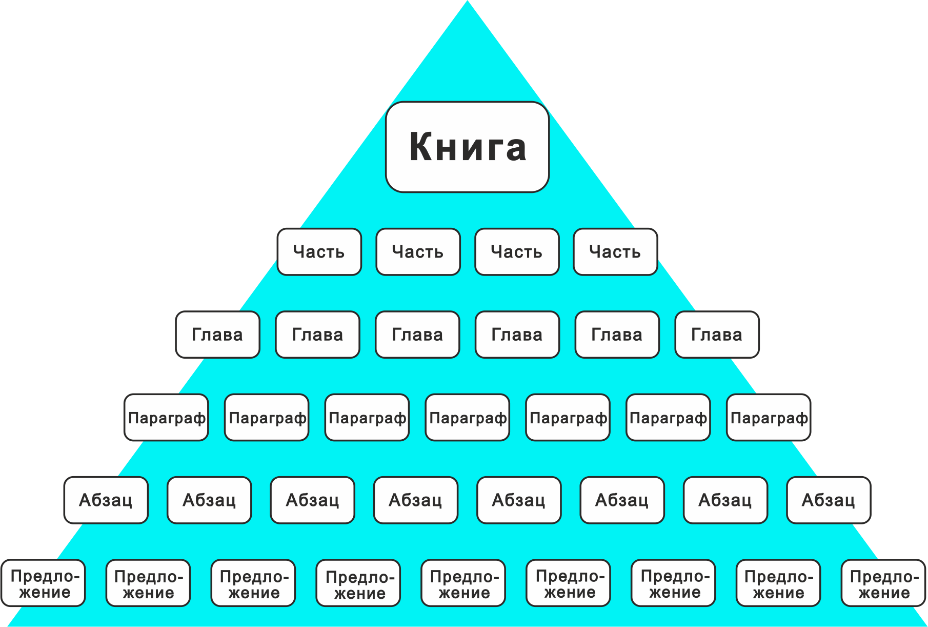 Книга
Часть Часть Часть Часть
Глава Глава Глава Глава Глава Глава
Параграф Параграф Параграф Параграф Параграф Параграф Параграф
Абзац Абзац Абзац Абзац Абзац Абзац Абзац Абзац
Предло- Предло- Предло- Предло- Предло- Предло- Предло- Предло- Предло-
жение жение жение жение жение жение жение жение жение